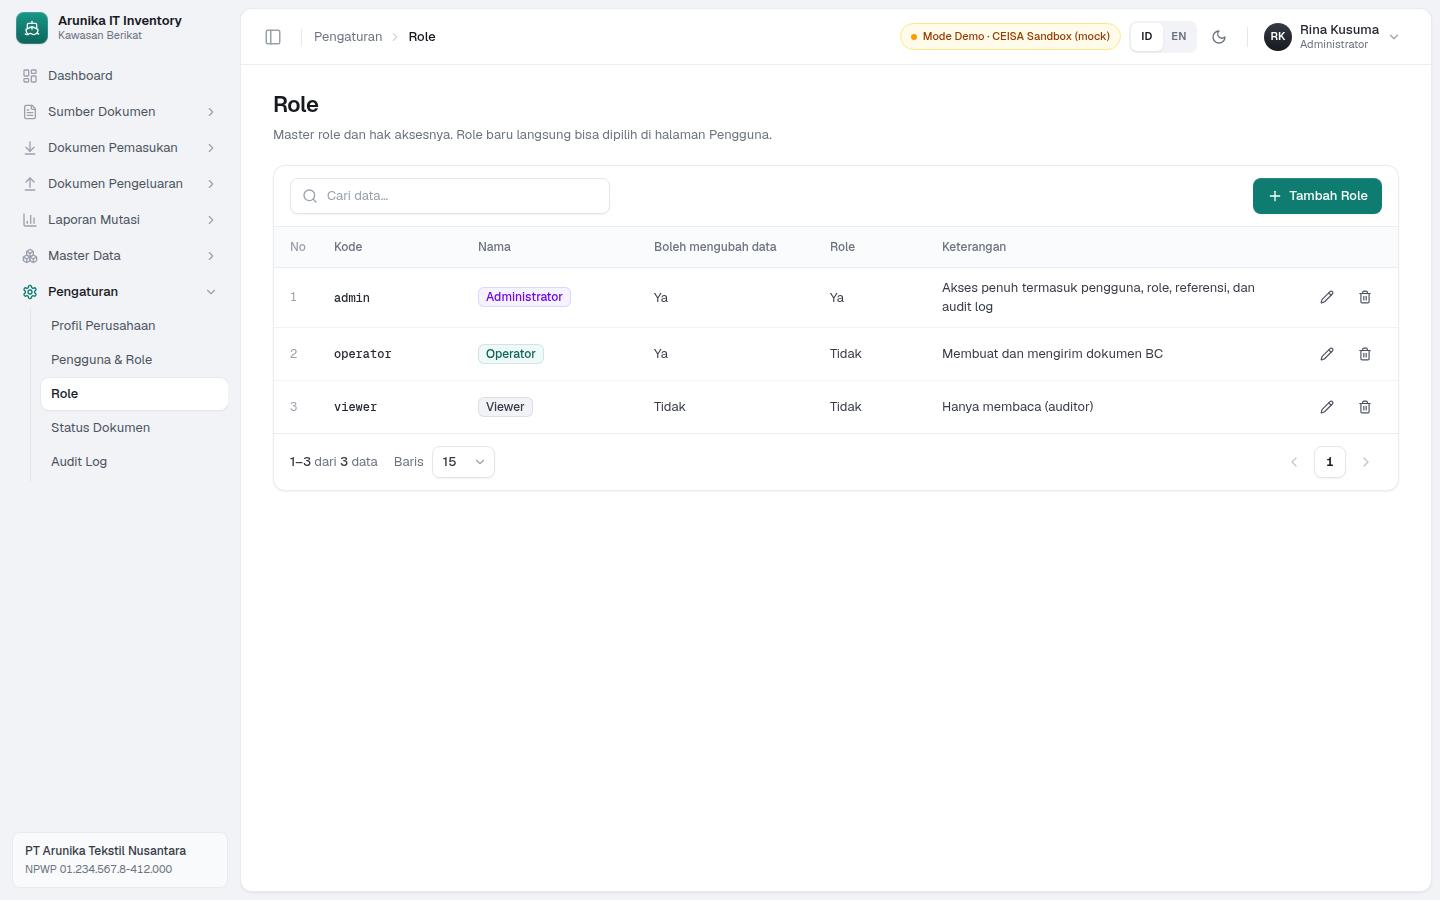 Arunika IT Inventory
Kawasan Berikat
Dashboard
Sumber Dokumen
Dokumen Pemasukan
Dokumen Pengeluaran
Laporan Mutasi
Master Data
Pengaturan
Profil Perusahaan
Pengguna & Role
Role
Status Dokumen
Audit Log
PT Arunika Tekstil Nusantara
NPWP 01.234.567.8-412.000
Pengaturan Role
Mode Demo · CEISA Sandbox (mock)
ID EN
RK
Rina Kusuma
Administrator
Role
Master role dan hak aksesnya. Role baru langsung bisa dipilih di halaman Pengguna.
Cari data...
Tambah Role
No Kode Nama Boleh mengubah data Role Keterangan
1 admin Administrator Ya Ya Akses penuh termasuk pengguna, role, referensi, dan
audit log
2 operator Operator Ya Tidak Membuat dan mengirim dokumen BC
3 viewer Viewer Tidak Tidak Hanya membaca (auditor)
1–3 dari 3 data Baris 15 1